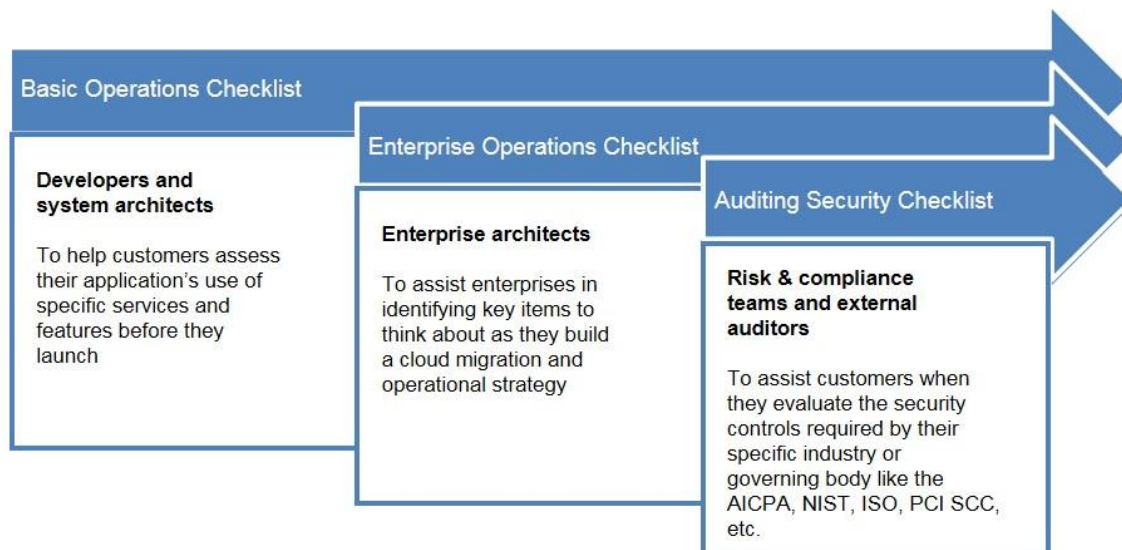 Basic Operations Checklist
Developers and
system architects
To help customers assess
their application’s use of
specific services and
features before they
launch
Enterprise Operations Checklist
Enterprise architects
To assist enterprises in
identifying key items to
think about as they build
a cloud migration and
operational strategy
Auditing Security Checklist
Risk & compliance
teams and external
auditors
To assist customers when
they evaluate the security
controls required by their
specific industry or
governing body like the
AICPA, NIST, ISO, PCI SCC,
etc.